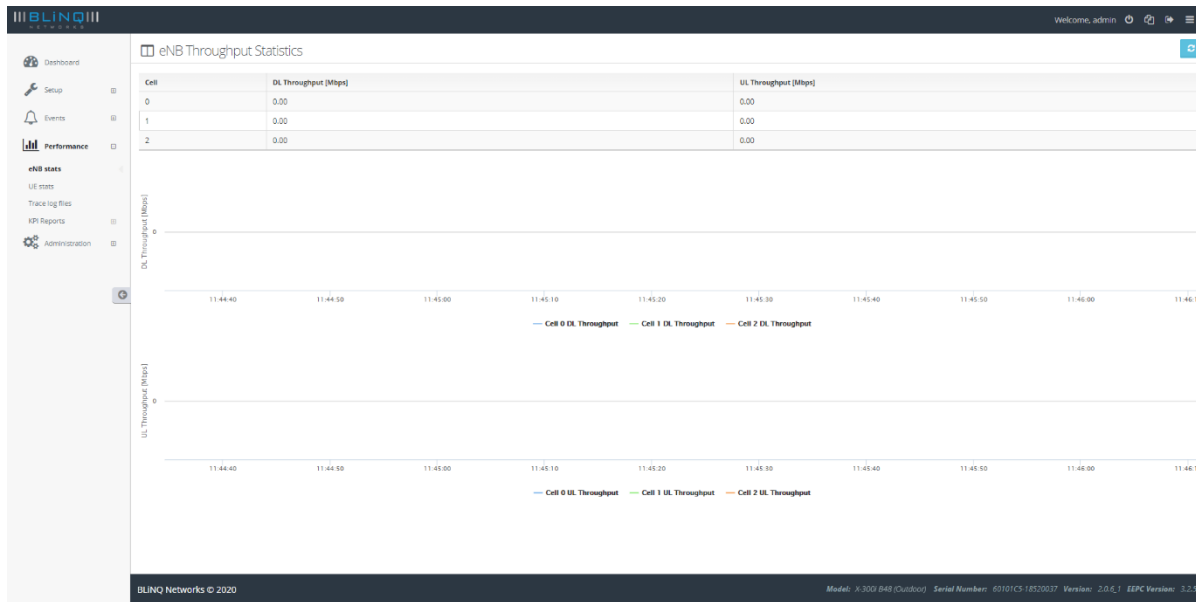 |||BLiNQ|||
NETWORKS
Welcome, admin
Dashboard
Setup
Events
Performance
eNB stats
UE stats
Trace log files
KPI Reports
Administration
eNB Throughput Statistics
Cell DL Throughput [Mbps] UL Throughput [Mbps]
0 0.00 0.00
1 0.00 0.00
2 0.00 0.00
DL Throughput [Mbps]
0
11:44:40 11:44:50 11:45:00 11:45:10 11:45:20 11:45:30 11:45:40 11:45:50 11:46:00 11:46:
Cell 0 DL Throughput Cell 1 DL Throughput Cell 2 DL Throughput
UL Throughput [Mbps]
0
11:44:40 11:44:50 11:45:00 11:45:10 11:45:20 11:45:30 11:45:40 11:45:50 11:46:00 11:46:
Cell 0 UL Throughput Cell 1 UL Throughput Cell 2 UL Throughput
BLiNQ Networks © 2020
Model: X-300i B48 (Outdoor) Serial Number: 60101CS-18520037 Version: 2.0.6_1 EEPC Version: 3.2.